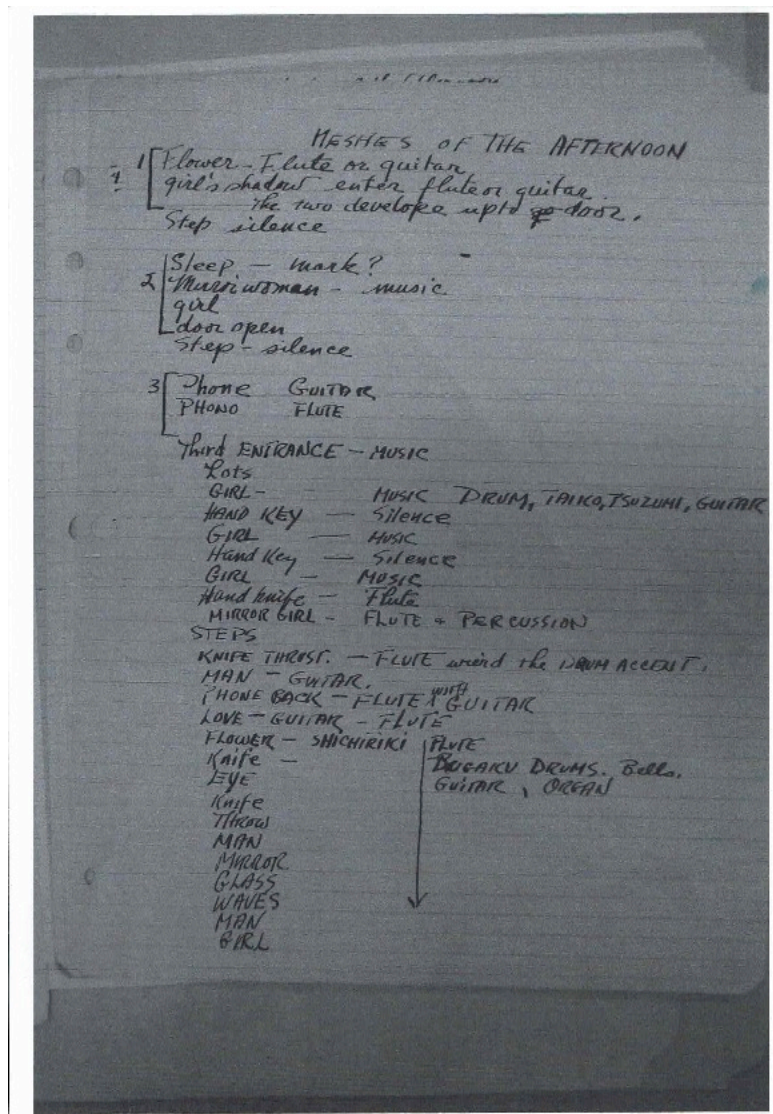 MESHES OF THE AFTERNOON
1 Flower - Flute or guitar
1 girl's shadow enter flute or guitar.
the two develope upto door.
Step silence
Sleep - mark?
2 Mirror woman - music
girl
door open
Step - silence
3 Phone GUITAR
PHONO FLUTE
Third ENTRANCE - MUSIC
Lots
GIRL - MUSIC DRUM, TAIKO, TSUZUMI, GUITAR
HAND KEY - Silence
GIRL - MUSIC
Hand Key - Silence
GIRL - MUSIC
Hand knife - Flute
MIRROR GIRL - FLUTE + PERCUSSION
STEPS
KNIFE THRUST. - FLUTE weird the DRUM ACCENT.
MAN - GUITAR.
PHONE BACK - FLUTE with GUITAR
LOVE - GUITAR - FLUTE
FLOWER - SHICHIRIKI FLUTE
Knife - BUGAKU DRUMS. Bells.
EYE GUITAR, ORGAN
Knife
THROW
MAN
MIRROR
GLASS
WAVES
MAN
GIRL